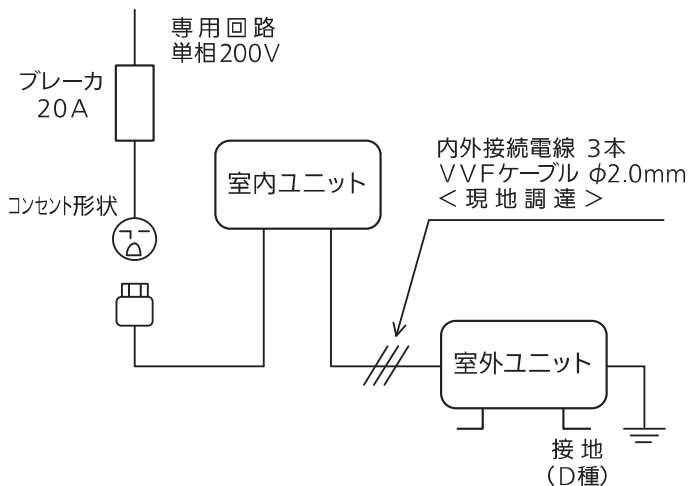 専用回路
単相200V
ブレーカ
20A
コンセント形状
室内ユニット
内外接続電線 3本
VVFケーブル φ2.0mm
<現地調達>
室外ユニット
接地
(D種)